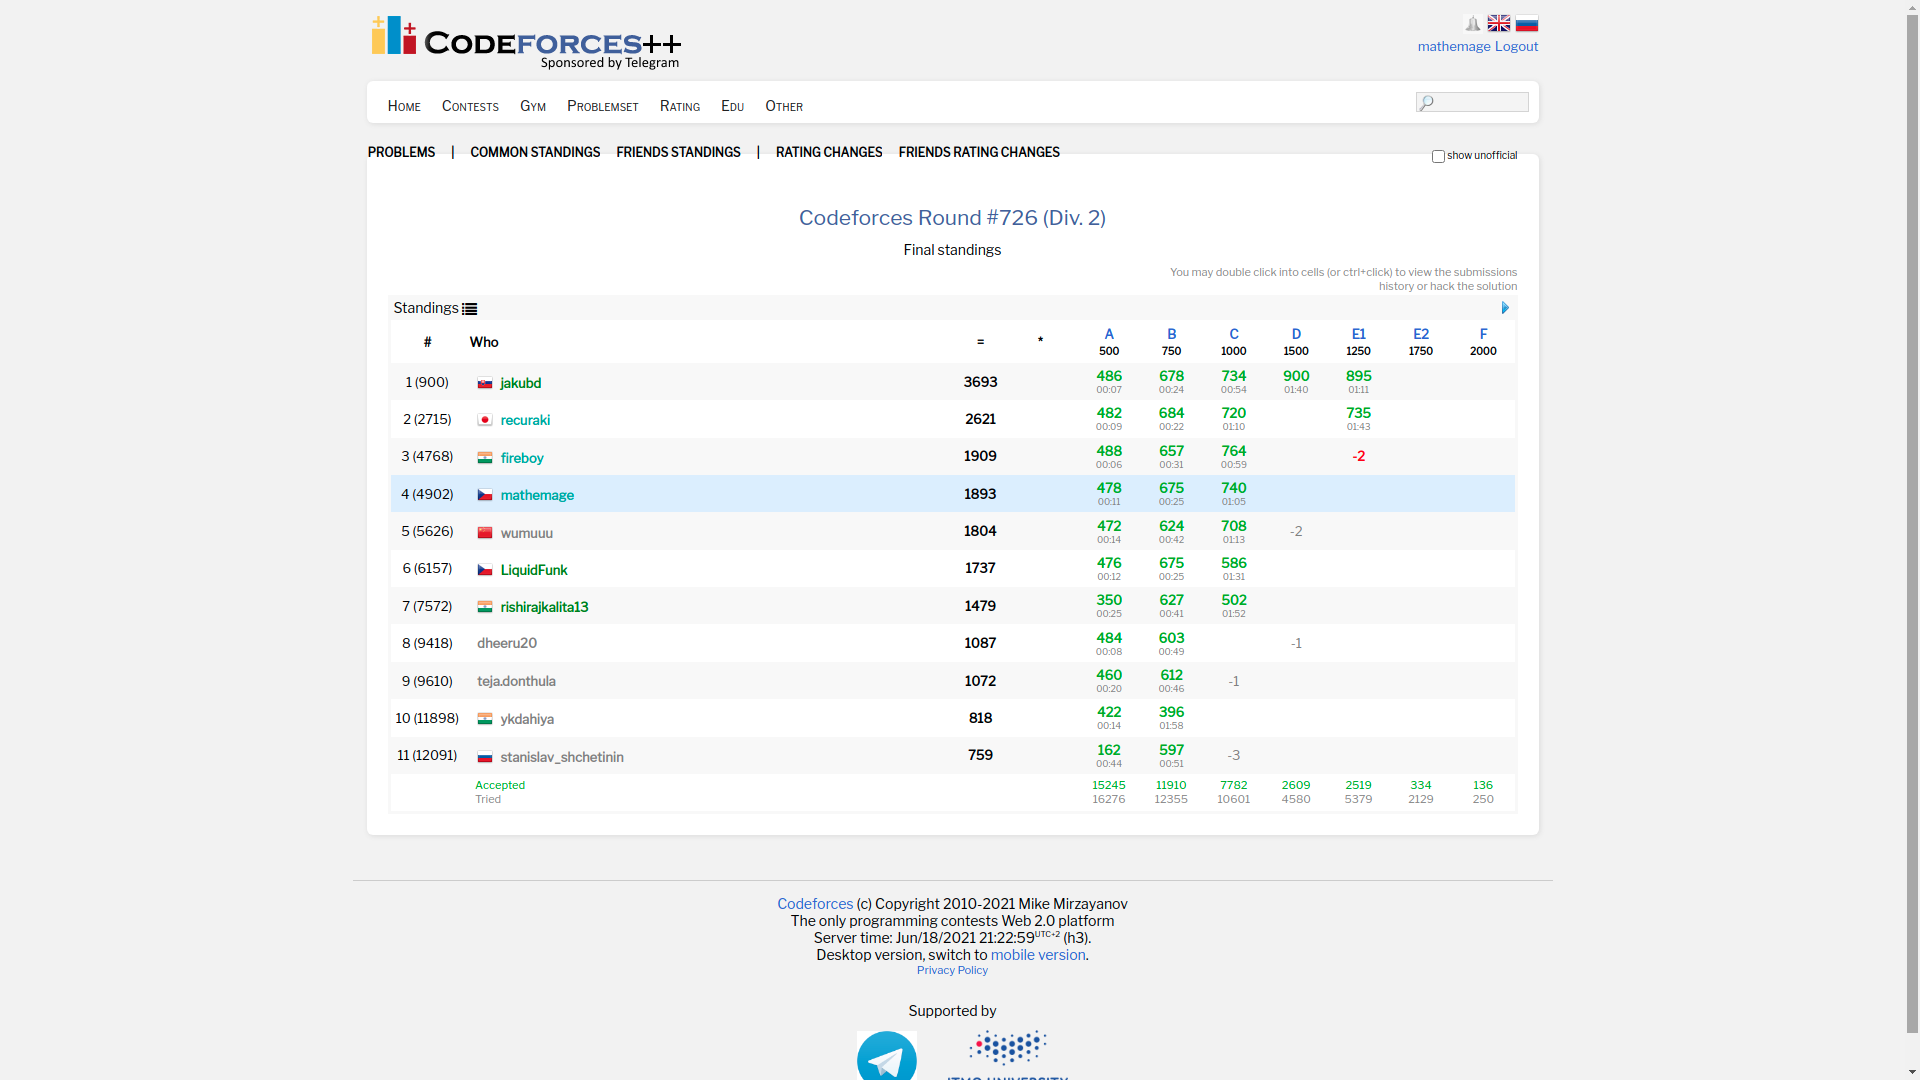 CODEFORCES++
Sponsored by Telegram
mathemage Logout
HOME CONTESTS GYM PROBLEMSET RATING EDU OTHER
PROBLEMS | COMMON STANDINGS FRIENDS STANDINGS | RATING CHANGES FRIENDS RATING CHANGES
show unofficial
Codeforces Round #726 (Div. 2)
Final standings
You may double click into cells (or ctrl+click) to view the submissions
history or hack the solution
Standings
# Who = * A B C D E1 E2 F
500 750 1000 1500 1250 1750 2000
1 (900) jakubd 3693 486 678 734 900 895
00:07 00:24 00:54 01:40 01:11
2 (2715) recuraki 2621 482 684 720 735
00:09 00:22 01:10 01:43
3 (4768) fireboy 1909 488 657 764 -2
00:06 00:31 00:59
4 (4902) mathemage 1893 478 675 740
00:11 00:25 01:05
5 (5626) wumuuu 1804 472 624 708 -2
00:14 00:42 01:13
6 (6157) LiquidFunk 1737 476 675 586
00:12 00:25 01:31
7 (7572) rishirajkalita13 1479 350 627 502
00:25 00:41 01:52
8 (9418) dheeru20 1087 484 603 -1
00:08 00:49
9 (9610) teja.donthula 1072 460 612 -1
00:20 00:46
10 (11898) ykdahiya 818 422 396
00:14 01:58
11 (12091) stanislav_shchetinin 759 162 597 -3
00:44 00:51
Accepted 15245 11910 7782 2609 2519 334 136
Tried 16276 12355 10601 4580 5379 2129 250
Codeforces (c) Copyright 2010-2021 Mike Mirzayanov
The only programming contests Web 2.0 platform
Server time: Jun/18/2021 21:22:59 UTC+2 (h3).
Desktop version, switch to mobile version.
Privacy Policy
Supported by
ITMO UNIVERSITY